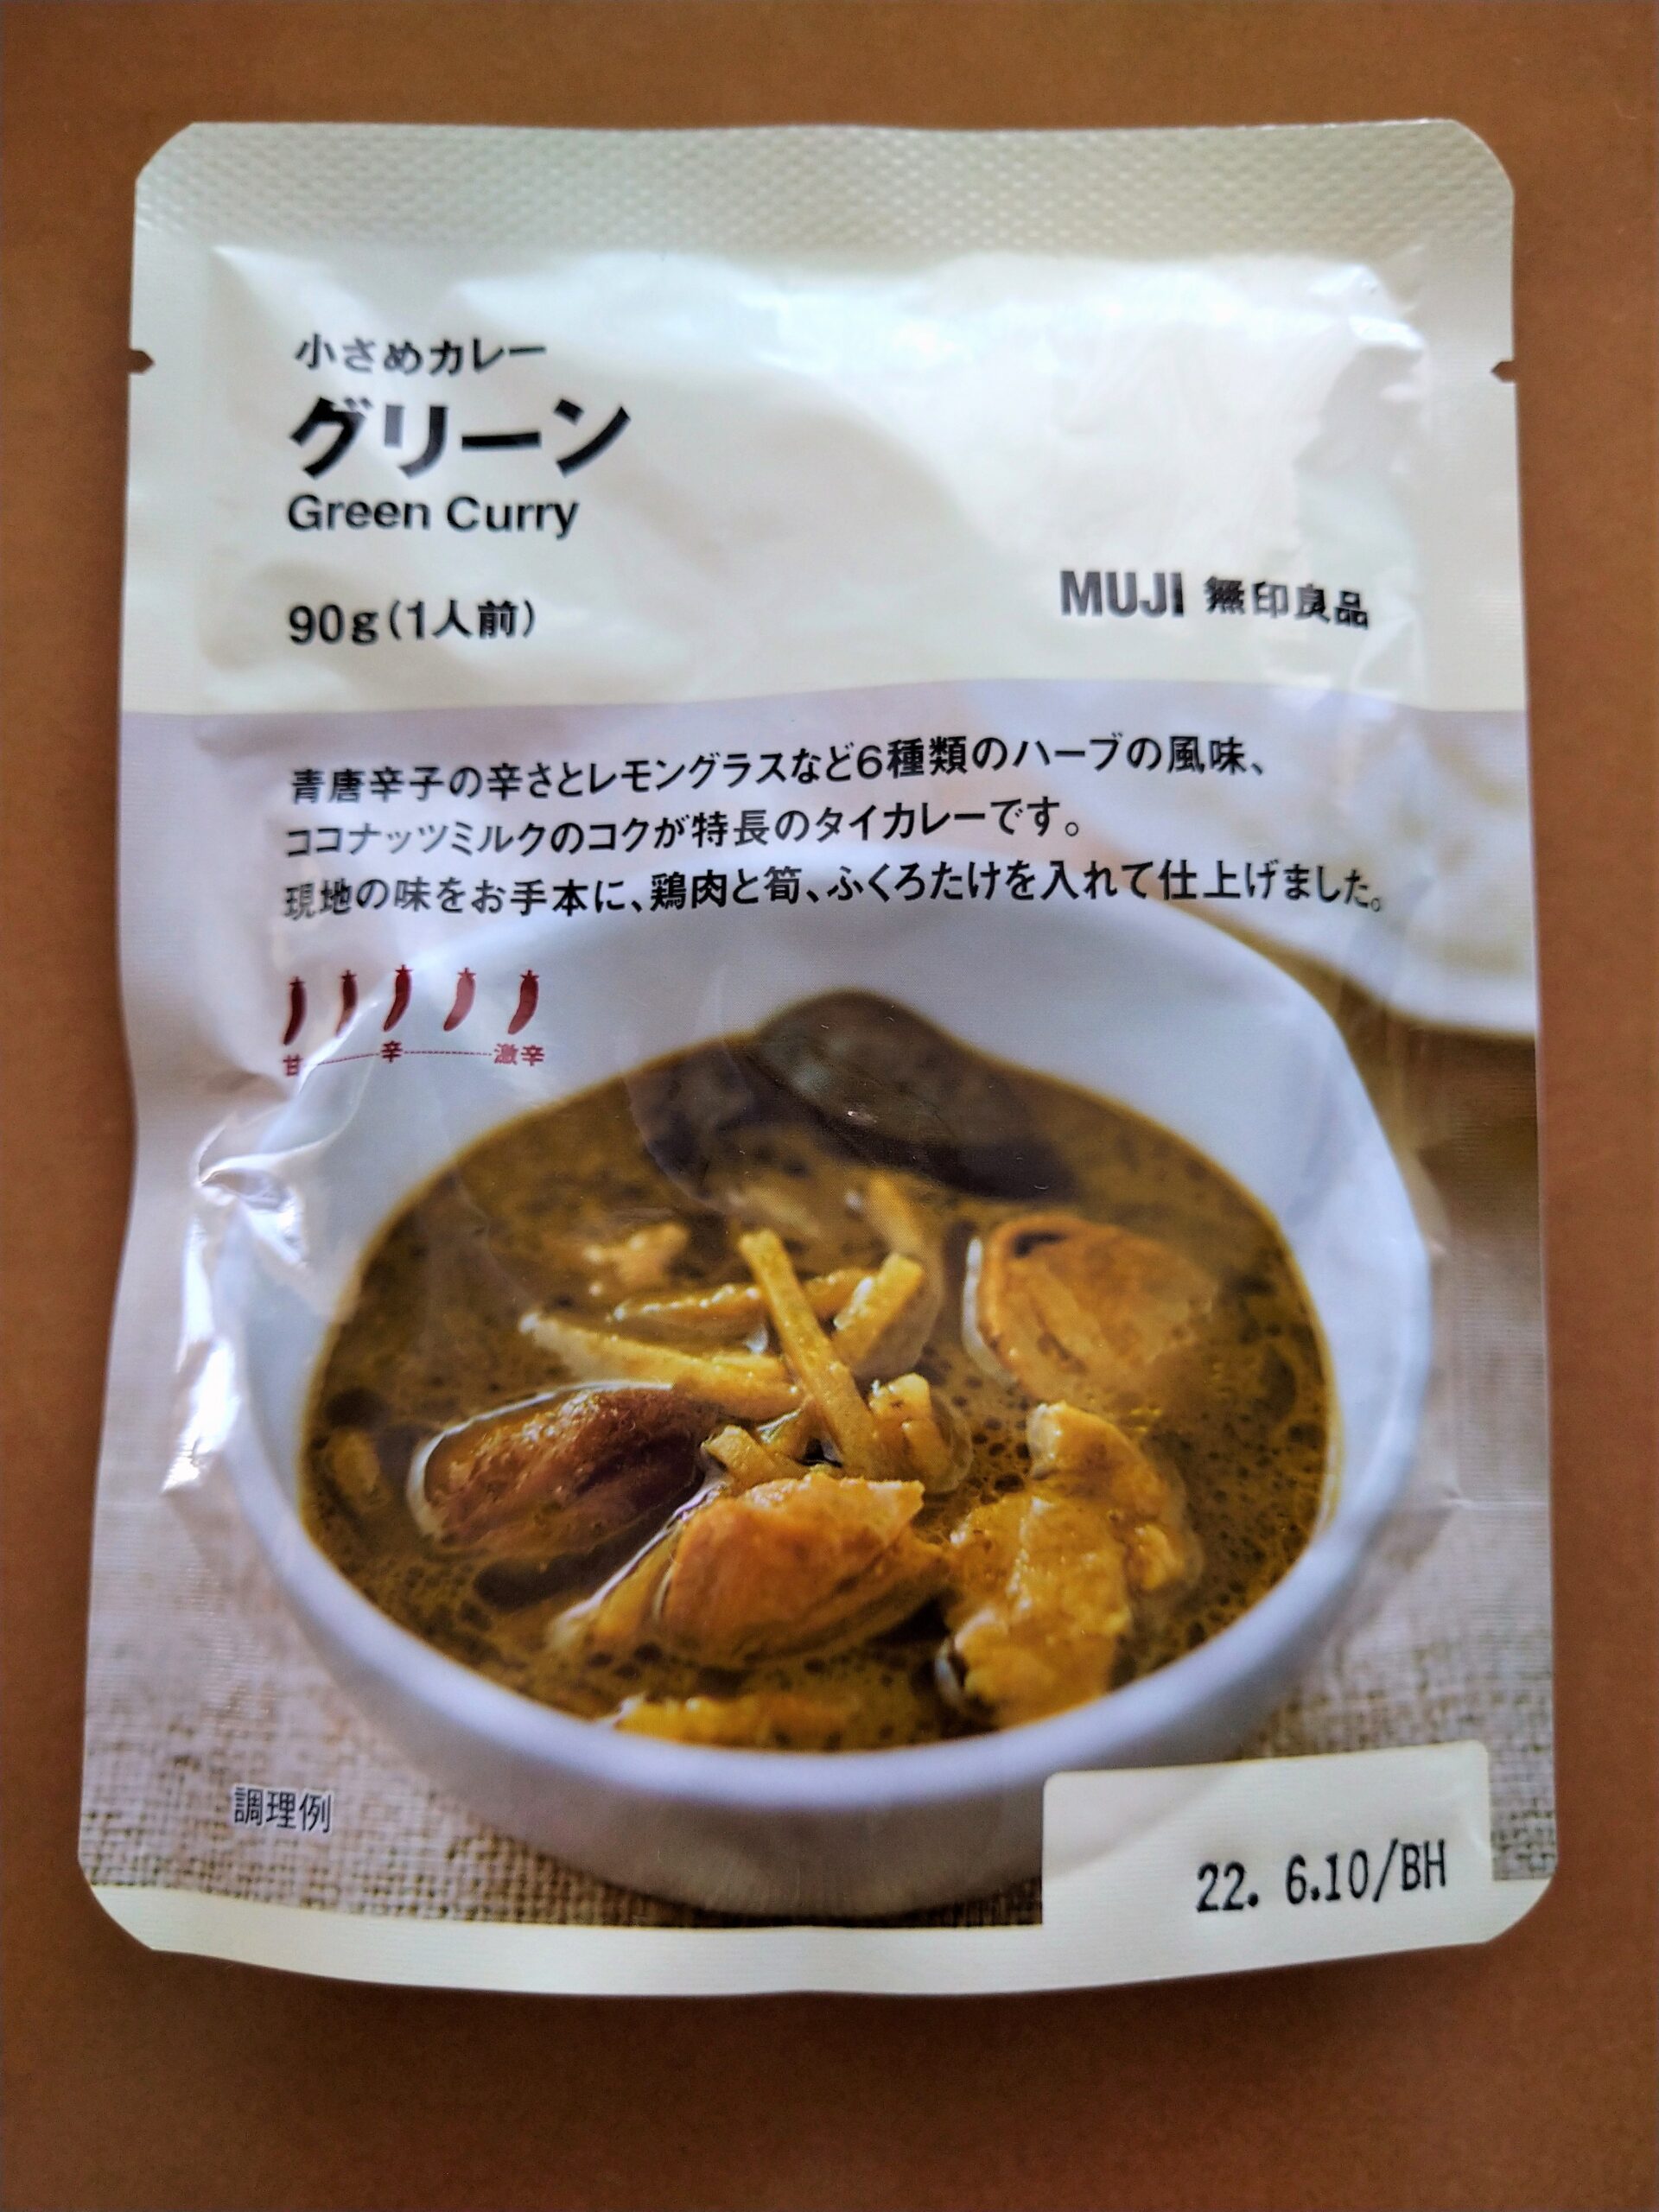 小さめカレー
グリーン
Green Curry
90g(1人前)
MUJI 無印良品
青唐辛子の辛さとレモングラスなど6種類のハーブの風味、
ココナッツミルクのコクが特長のタイカレーです。
現地の味をお手本に、鶏肉と筍、ふくろたけを入れて仕上げました。
甘 辛 激辛
調理例
22. 6.10/BH